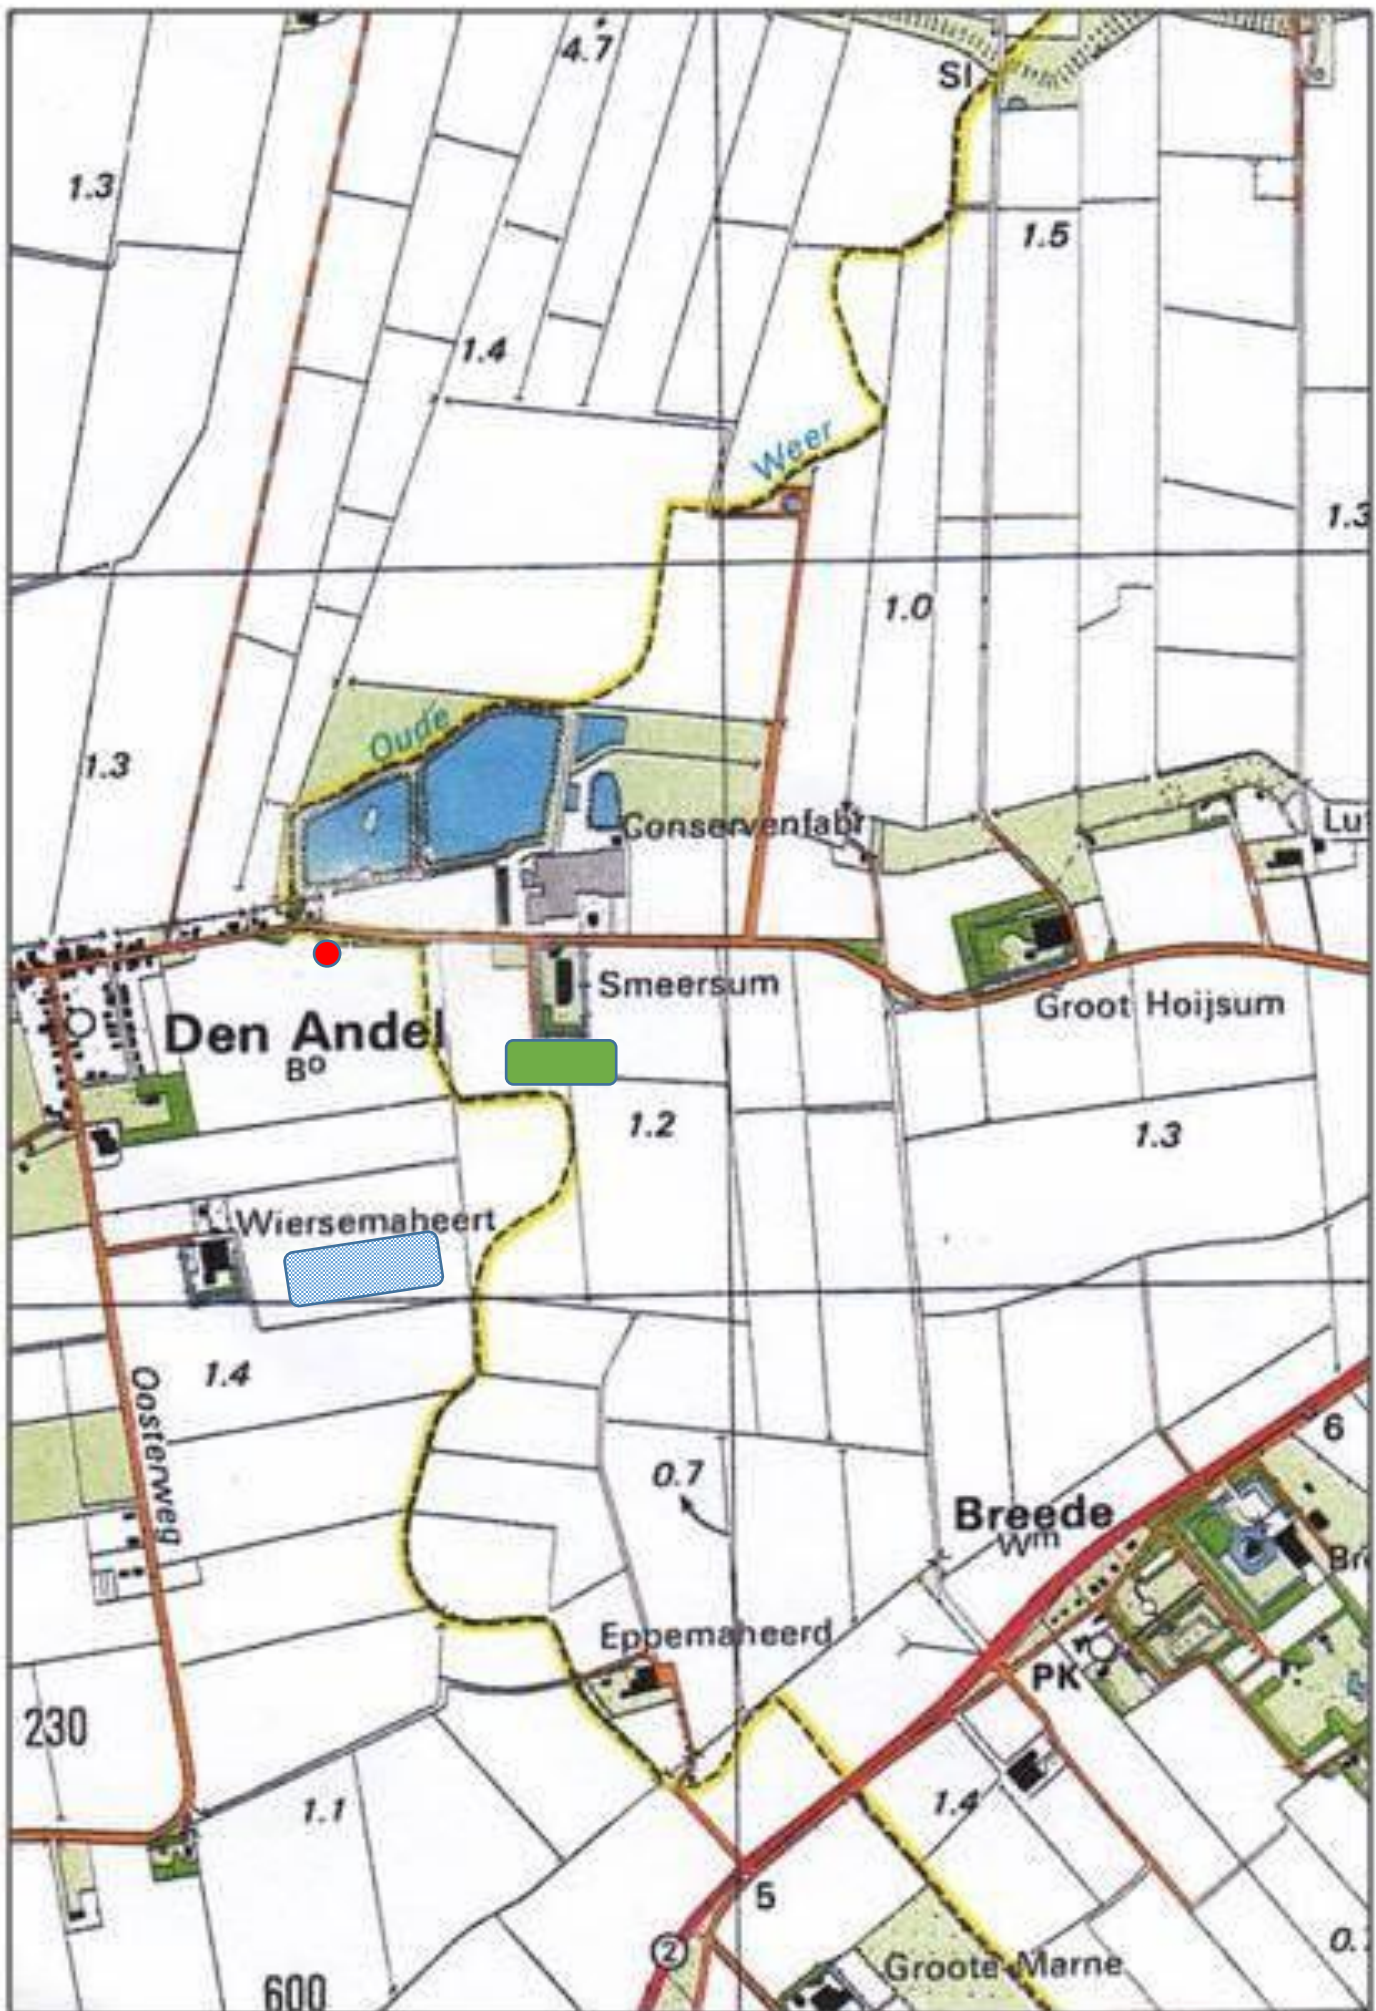 4.7
Sl
1.3
1.5
1.4
Weer
1.3
1.0
Oude
1.3
Conservenfabr
Lu
Smeersum
Groot Hoijsum
Den Andel
Bº
1.2
1.3
Wiersemaheert
1.4
Oosterweg
6
0.7
Breede
Wᵐ
Br
Eppemaheerd
PK
230
1.1
1.4
5
2
0.
Groote Marne
600